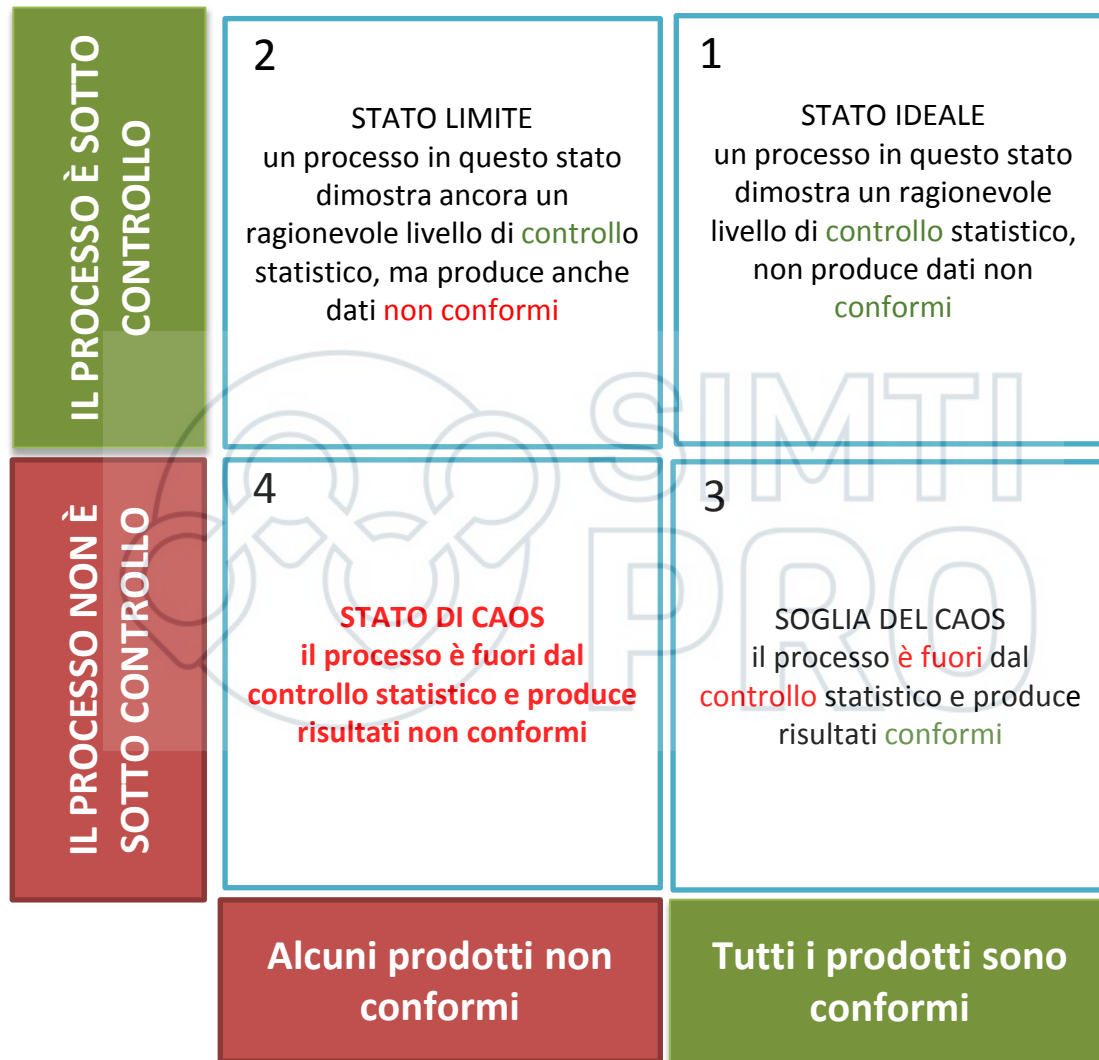 IL PROCESSO È SOTTO
CONTROLLO
2
STATO LIMITE
un processo in questo stato
dimostra ancora un
ragionevole livello di controllo
statistico, ma produce anche
dati non conformi
1
STATO IDEALE
un processo in questo stato
dimostra un ragionevole
livello di controllo statistico,
non produce dati non
conformi
IL PROCESSO NON È
SOTTO CONTROLLO
4
STATO DI CAOS
il processo è fuori dal
controllo statistico e produce
risultati non conformi
3
SOGLIA DEL CAOS
il processo è fuori dal
controllo statistico e produce
risultati conformi
Alcuni prodotti non
conformi
Tutti i prodotti sono
conformi
SIMTI
PRO